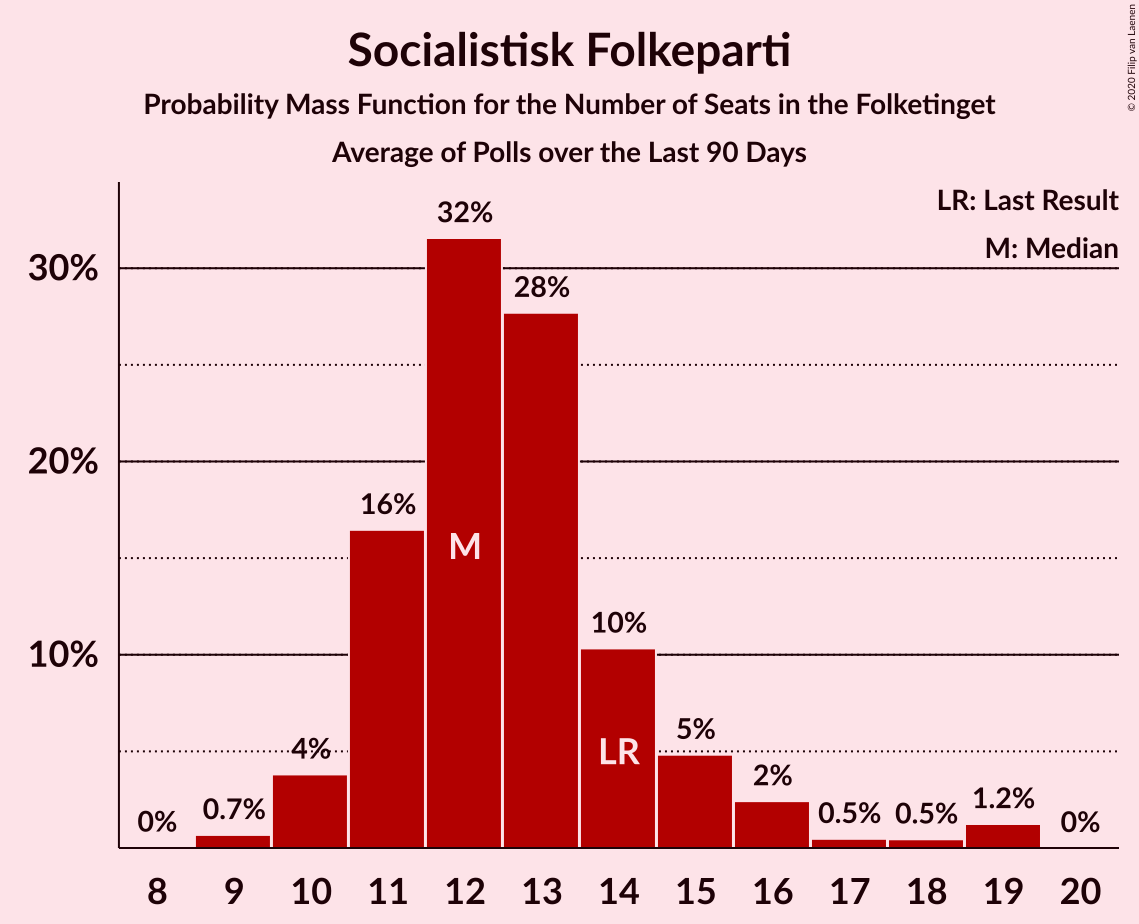 Socialistisk Folkeparti
Probability Mass Function for the Number of Seats in the Folketinget
Average of Polls over the Last 90 Days
© 2020 Filip van Laenen
LR: Last Result
M: Median
30%
20%
10%
0%
0.7%
4%
16%
32%
28%
10%
5%
2%
0.5%
0.5%
1.2%
0%
M
LR
8 9 10 11 12 13 14 15 16 17 18 19 20